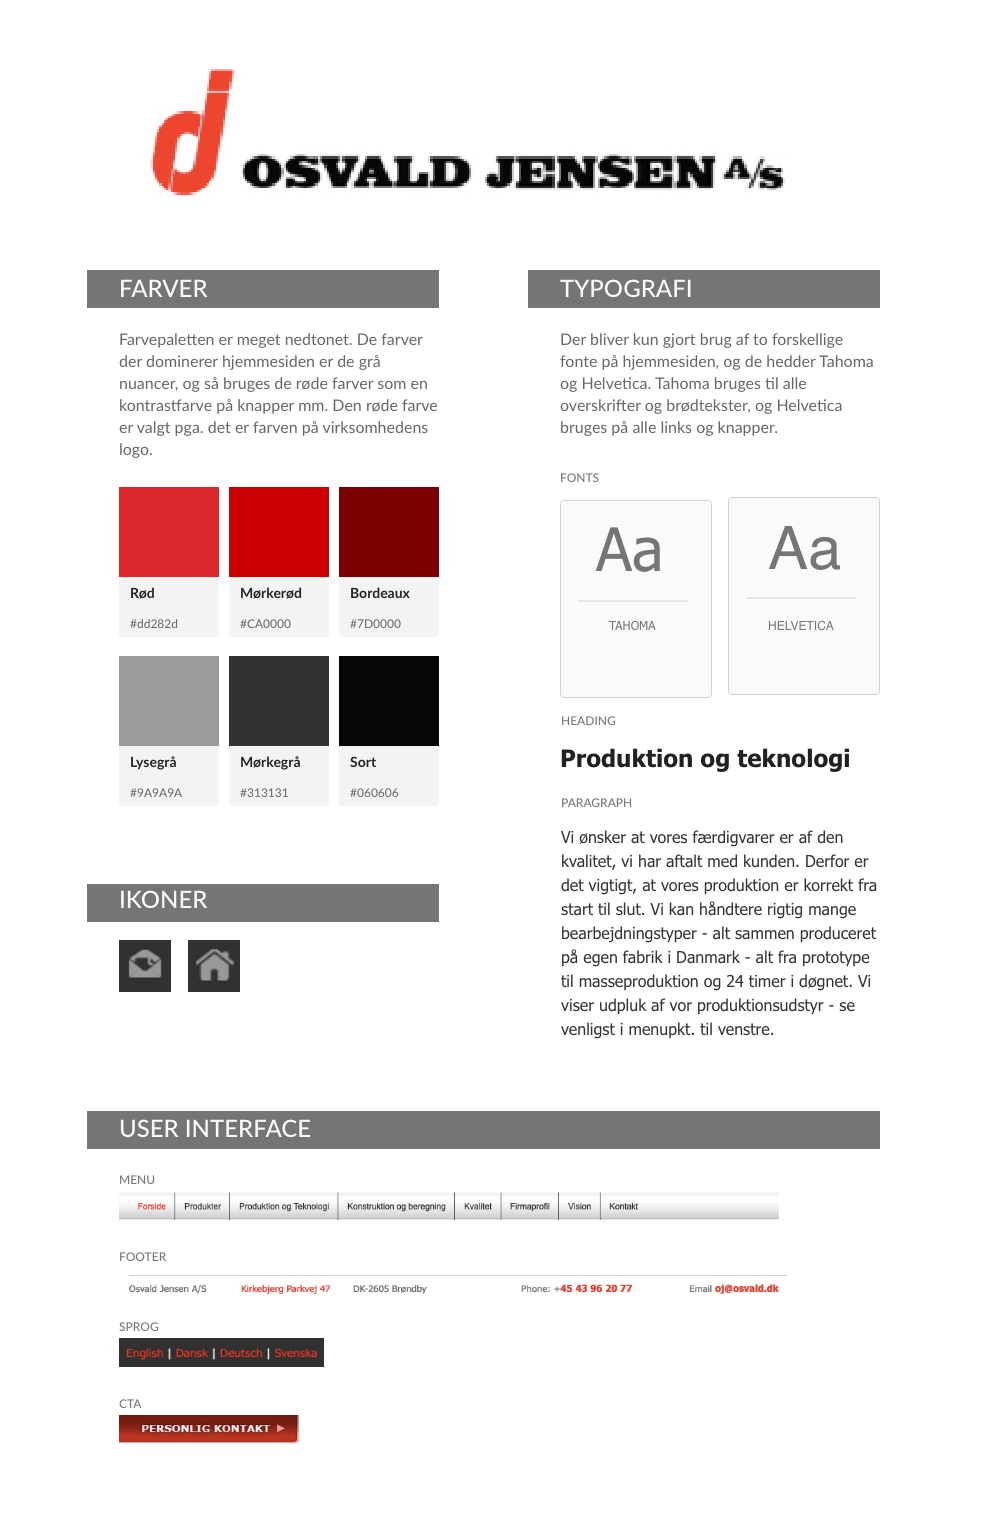 OSVALD JENSEN A/S
FARVER
Farvepaletten er meget nedtonet. De farver
der dominerer hjemmesiden er de grå
nuancer, og så bruges de røde farver som en
kontrastfarve på knapper mm. Den røde farve
er valgt pga. det er farven på virksomhedens
logo.
Rød
Mørkerød
Bordeaux
#dd282d
#CA0000
#7D0000
Lysegrå
Mørkegrå
Sort
#9A9A9A
#313131
#060606
IKONER
TYPOGRAFI
Der bliver kun gjort brug af to forskellige
fonte på hjemmesiden, og de hedder Tahoma
og Helvetica. Tahoma bruges til alle
overskrifter og brødtekster, og Helvetica
bruges på alle links og knapper.
FONTS
Aa
TAHOMA
Aa
HELVETICA
HEADING
Produktion og teknologi
PARAGRAPH
Vi ønsker at vores færdigvarer er af den
kvalitet, vi har aftalt med kunden. Derfor er
det vigtigt, at vores produktion er korrekt fra
start til slut. Vi kan håndtere rigtig mange
bearbejdningstyper - alt sammen produceret
på egen fabrik i Danmark - alt fra prototype
til masseproduktion og 24 timer i døgnet. Vi
viser udpluk af vor produktionsudstyr - se
venligst i menupkt. til venstre.
USER INTERFACE
MENU
Forside Produkter Produktion og Teknologi Konstruktion og beregning Kvalitet Firmaprofil Vision Kontakt
FOOTER
Osvald Jensen A/S Kirkebjerg Parkvej 47 DK-2605 Brøndby Phone: +45 43 96 20 77 Email oj@osvald.dk
SPROG
English | Dansk | Deutsch | Svenska
CTA
PERSONLIG KONTAKT